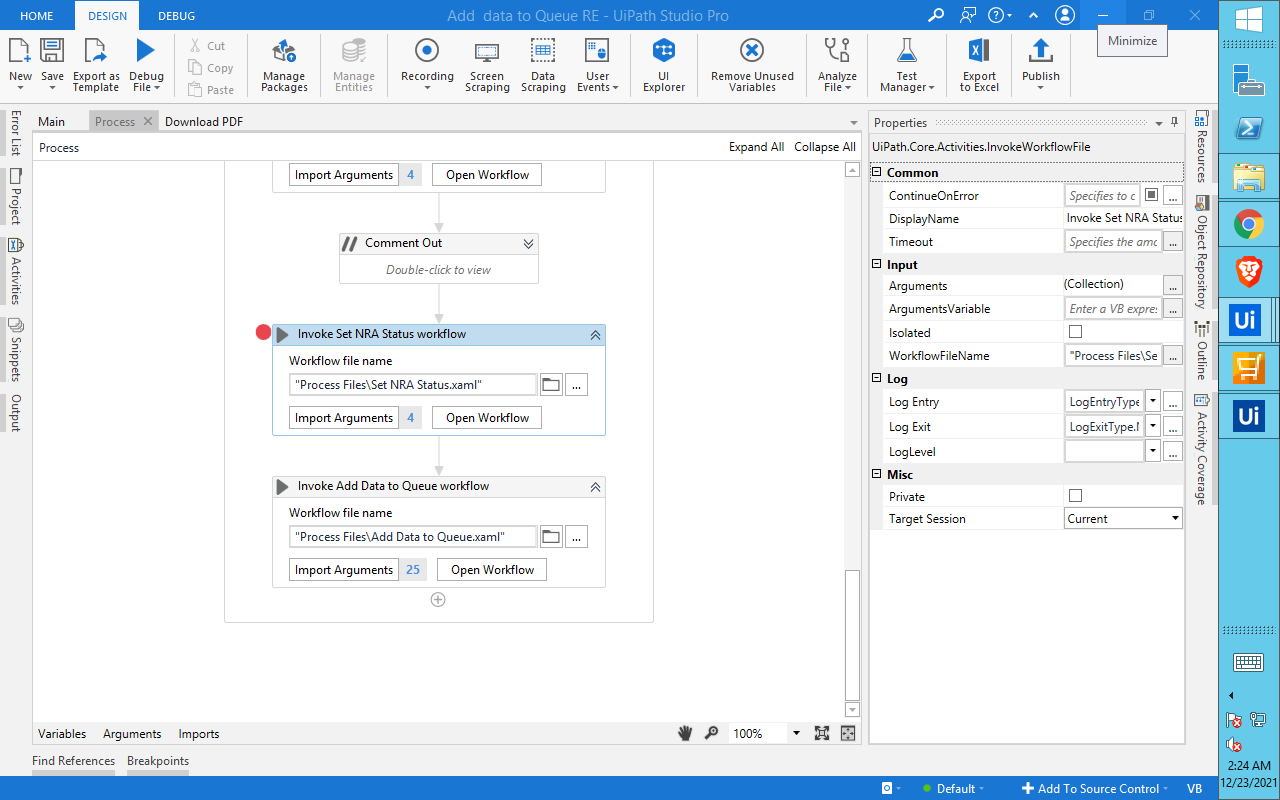 HOME DESIGN DEBUG Add data to Queue RE - UiPath Studio Pro
Minimize
New Save Export as Template Debug File Cut Copy Paste Manage Packages Manage Entities Recording Screen Scraping Data Scraping User Events UI Explorer Remove Unused Variables Analyze File Test Manager Export to Excel Publish
Main Process Download PDF
Process Expand All Collapse All
Import Arguments 4 Open Workflow
Comment Out
Double-click to view
Invoke Set NRA Status workflow
Workflow file name
"Process Files\Set NRA Status.xaml" ...
Import Arguments 4 Open Workflow
Invoke Add Data to Queue workflow
Workflow file name
"Process Files\Add Data to Queue.xaml" ...
Import Arguments 25 Open Workflow
Variables Arguments Imports 100%
Find References Breakpoints
Error List
Project
Activities
Snippets
Output
Properties
UiPath.Core.Activities.InvokeWorkflowFile
Common
ContinueOnError Specifies to c ...
DisplayName Invoke Set NRA Status
Timeout Specifies the amo ...
Input
Arguments (Collection) ...
ArgumentsVariable Enter a VB expres ...
Isolated
WorkflowFileName "Process Files\Se ...
Log
Log Entry LogEntryType ...
Log Exit LogExitType.N ...
LogLevel ...
Misc
Private
Target Session Current
Resources
Object Repository
Outline
Activity Coverage
Ui
Ui
Default Add To Source Control VB
2:24 AM
12/23/2021